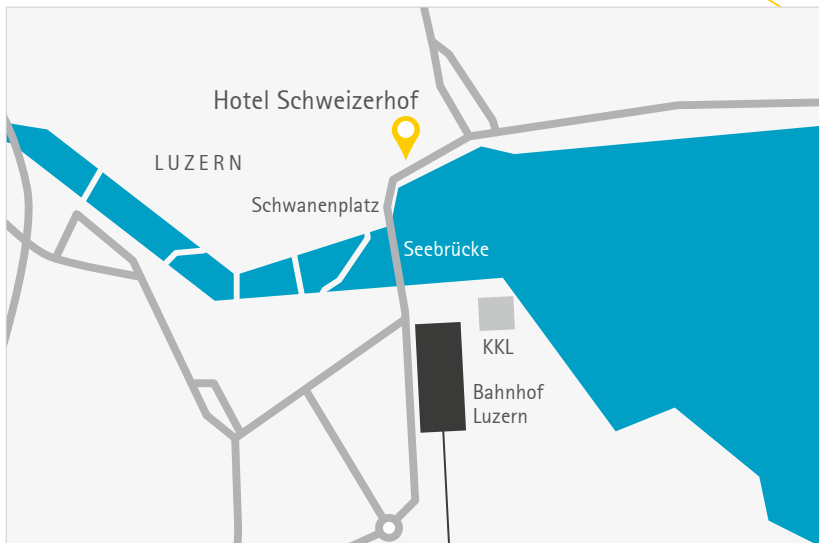 Hotel Schweizerhof
LUZERN
Schwanenplatz
Seebrücke
KKL
Bahnhof
Luzern